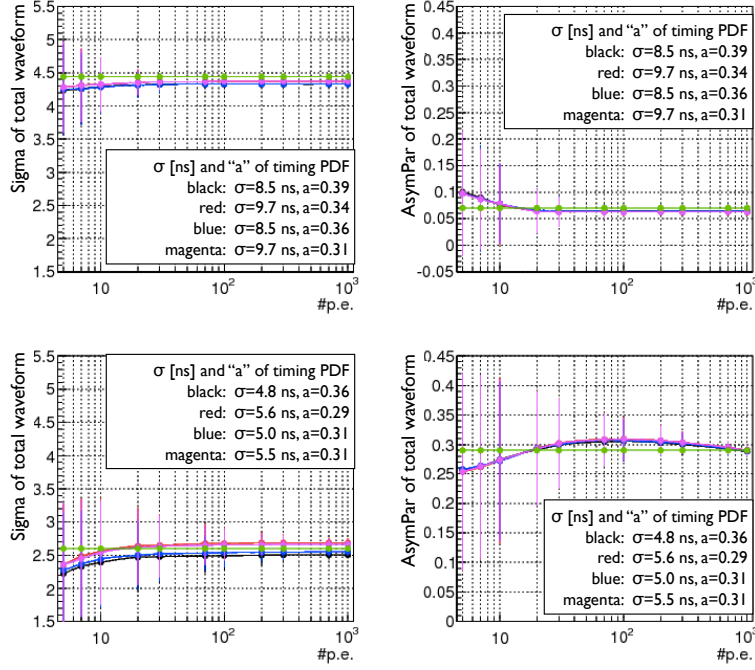 Sigma of total waveform
5.5
5
4.5
4
3.5
3
2.5
2
1.5
10
10²
10³
#p.e.
σ [ns] and “a” of timing PDF
black: σ=8.5 ns, a=0.39
red: σ=9.7 ns, a=0.34
blue: σ=8.5 ns, a=0.36
magenta: σ=9.7 ns, a=0.31
AsymPar of total waveform
0.45
0.4
0.35
0.3
0.25
0.2
0.15
0.1
0.05
0
-0.05
10
10²
10³
#p.e.
σ [ns] and “a” of timing PDF
black: σ=8.5 ns, a=0.39
red: σ=9.7 ns, a=0.34
blue: σ=8.5 ns, a=0.36
magenta: σ=9.7 ns, a=0.31
Sigma of total waveform
5.5
5
4.5
4
3.5
3
2.5
2
1.5
10
10²
10³
#p.e.
σ [ns] and “a” of timing PDF
black: σ=4.8 ns, a=0.36
red: σ=5.6 ns, a=0.29
blue: σ=5.0 ns, a=0.31
magenta: σ=5.5 ns, a=0.31
AsymPar of total waveform
0.45
0.4
0.35
0.3
0.25
0.2
0.15
0.1
0.05
0
10
10²
10³
#p.e.
σ [ns] and “a” of timing PDF
black: σ=4.8 ns, a=0.36
red: σ=5.6 ns, a=0.29
blue: σ=5.0 ns, a=0.31
magenta: σ=5.5 ns, a=0.31